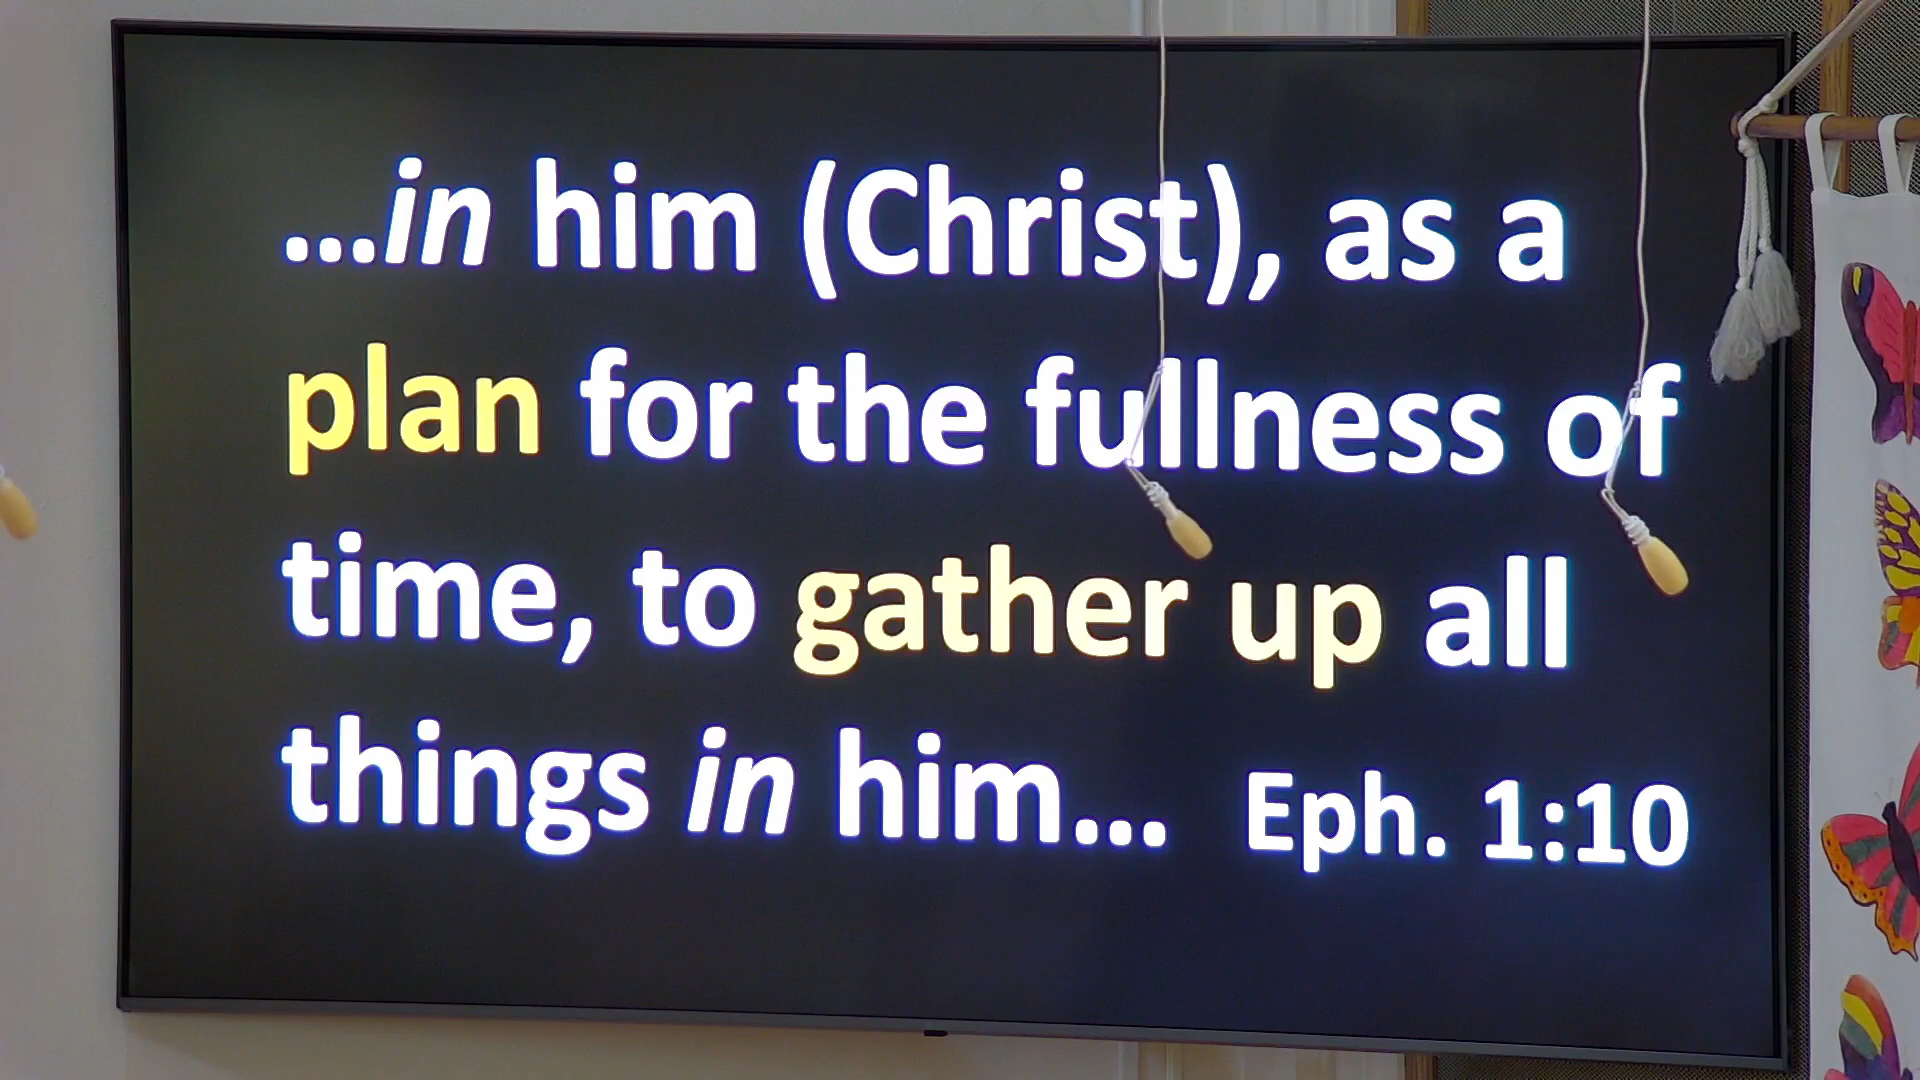 ...in him (Christ), as a
plan for the fullness of
time, to gather up all
things in him... Eph. 1:10